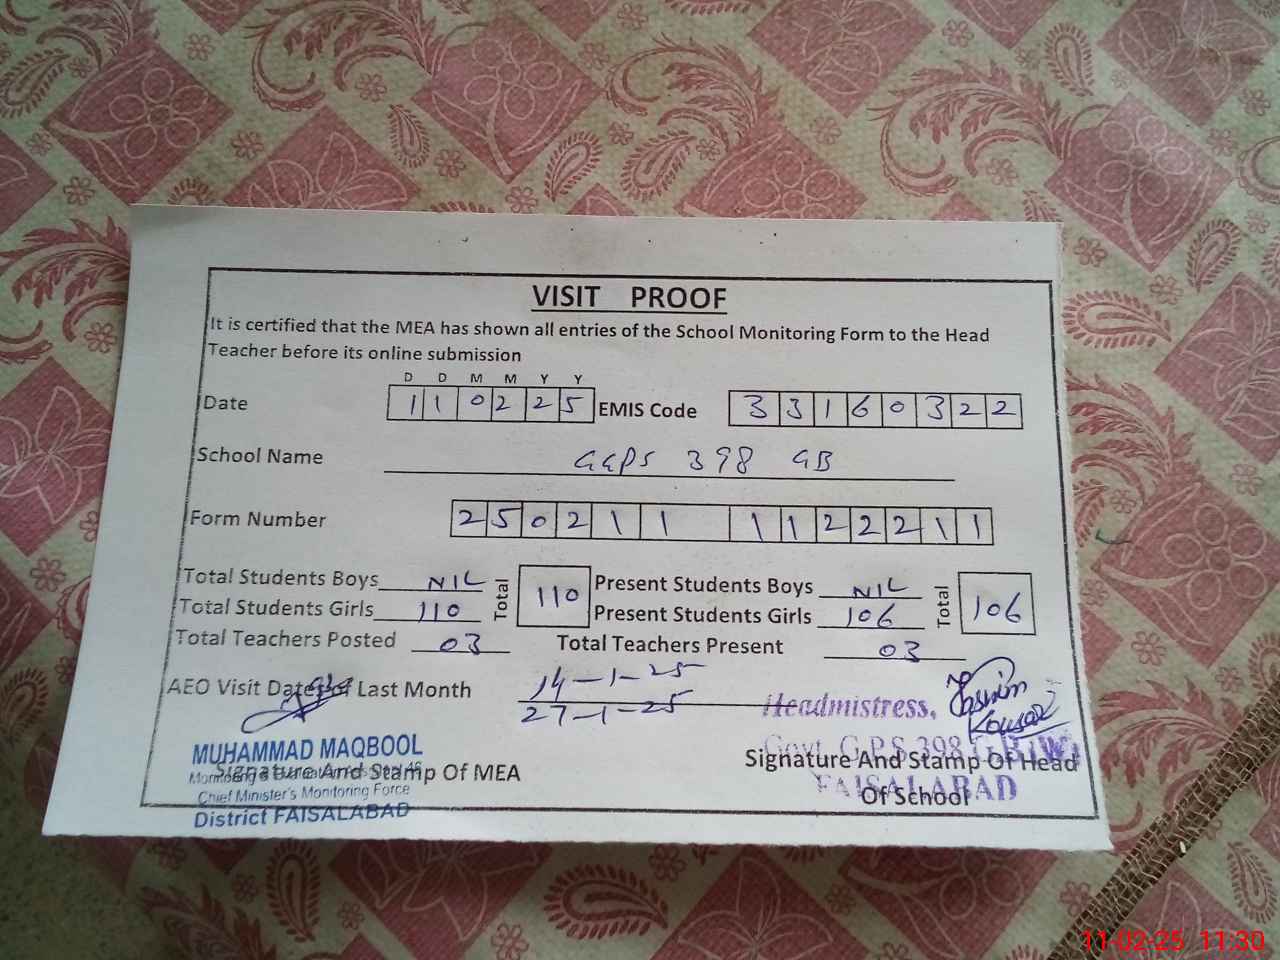 VISIT PROOF
It is certified that the MEA has shown all entries of the School Monitoring Form to the Head
Teacher before its online submission
D D M M Y Y
Date 1 1 0 2 2 5 EMIS Code 3 3 1 6 0 3 2 2
School Name GGPS 398 GB
Form Number 2 5 0 2 1 1 1 1 2 2 2 1 1
Total Students Boys NIL Total 110 Present Students Boys NIL Total 106
Total Students Girls 110 Present Students Girls 106
Total Teachers Posted 03 Total Teachers Present 03
AEO Visit Dates of Last Month 14-1-25
27-1-25
Headmistress, Yasmin Kousar
MUHAMMAD MAQBOOL Govt. G.P.S 398 G.B
Signature And Stamp Of MEA Signature And Stamp Of Head
Of School
Chief Minister's Monitoring Force FAISALABAD
District FAISALABAD
11-02-25 11:30